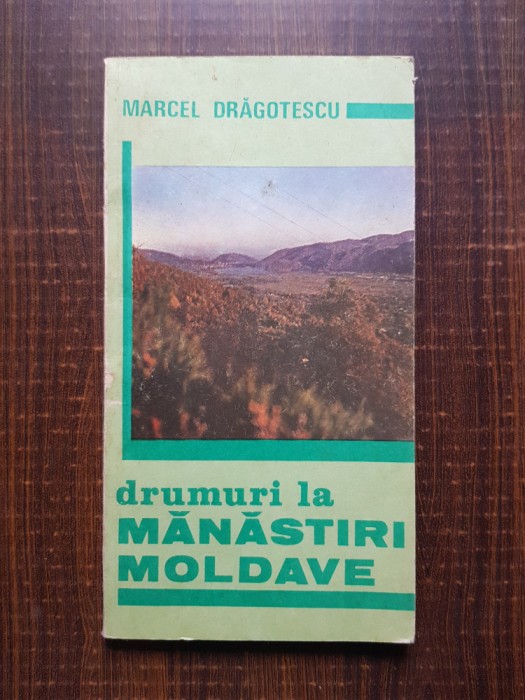 MARCEL DRĂGOTESCU
drumuri la
MĂNĂSTIRI
MOLDAVE